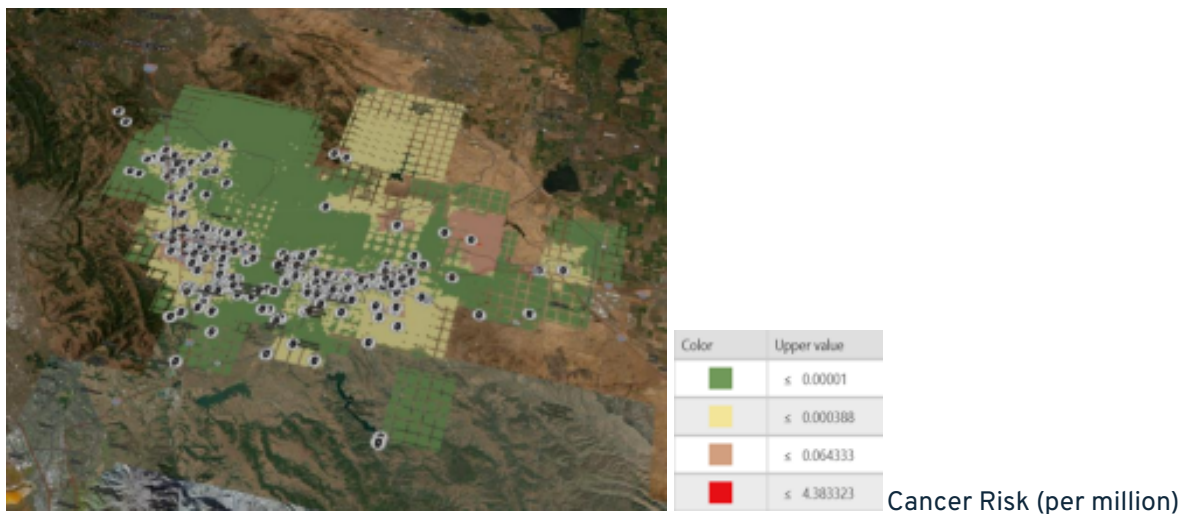 Color Upper value
≤ 0.00001
≤ 0.000388
≤ 0.064333
≤ 4.383323
Cancer Risk (per million)